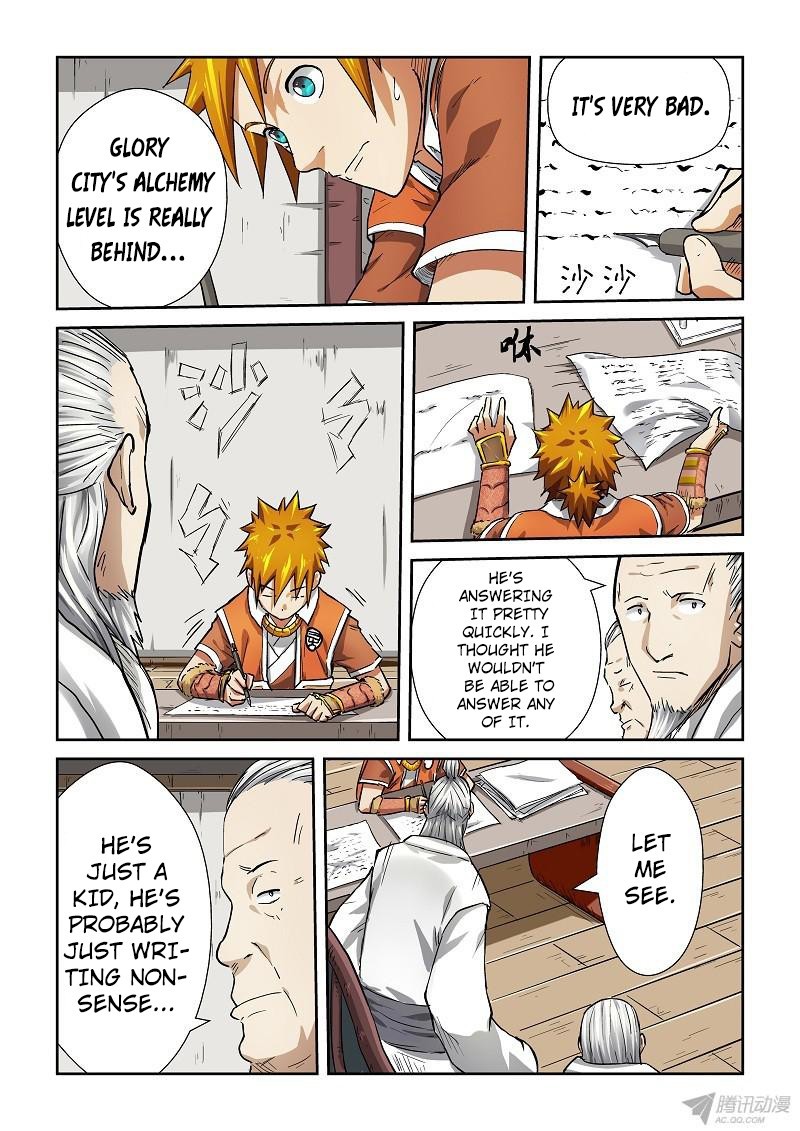 GLORY
CITY'S ALCHEMY
LEVEL IS REALLY
BEHIND...
IT'S VERY BAD.
沙 沙
咻
HE'S
ANSWERING
IT PRETTY
QUICKLY. I
THOUGHT HE
WOULDN'T
BE ABLE TO
ANSWER ANY
OF IT.
HE'S
JUST A
KID, HE'S
PROBABLY
JUST WRI-
TING NON-
SENSE...
LET
ME
SEE.
腾讯动漫
AC.QQ.COM